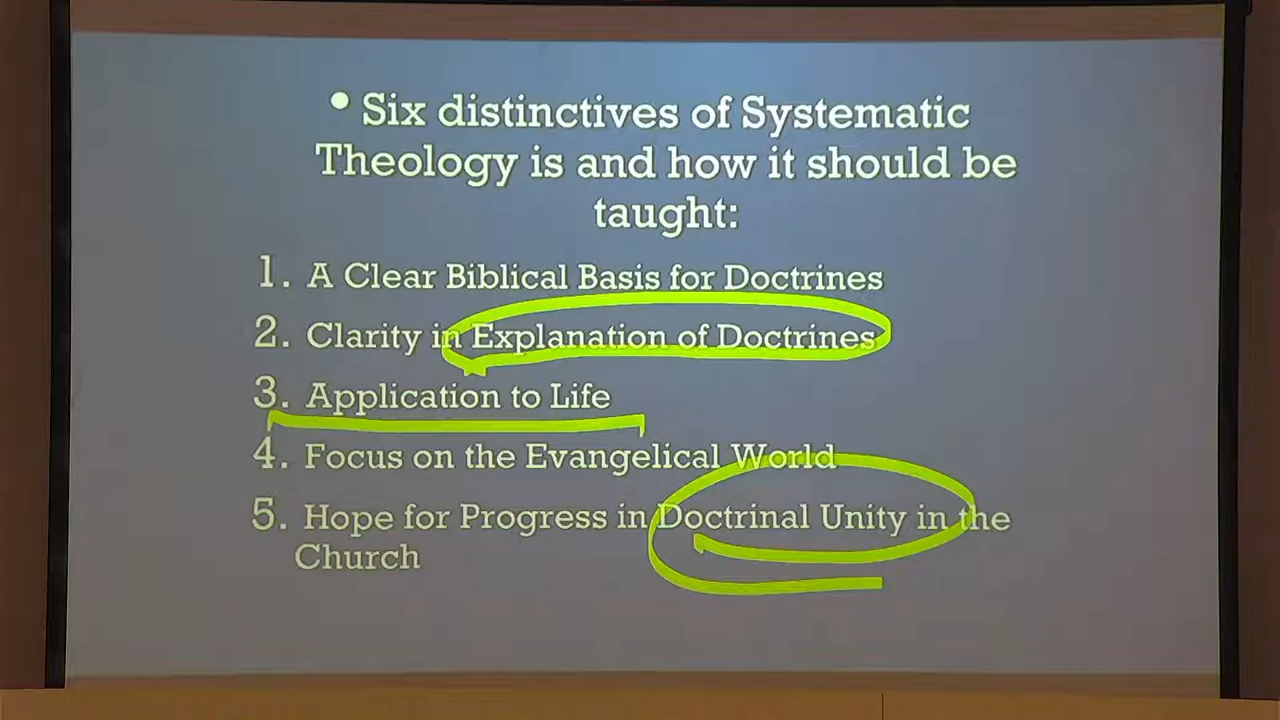 • Six distinctives of Systematic
Theology is and how it should be
taught:
1. A Clear Biblical Basis for Doctrines
2. Clarity in Explanation of Doctrines
3. Application to Life
4. Focus on the Evangelical World
5. Hope for Progress in Doctrinal Unity in the
Church